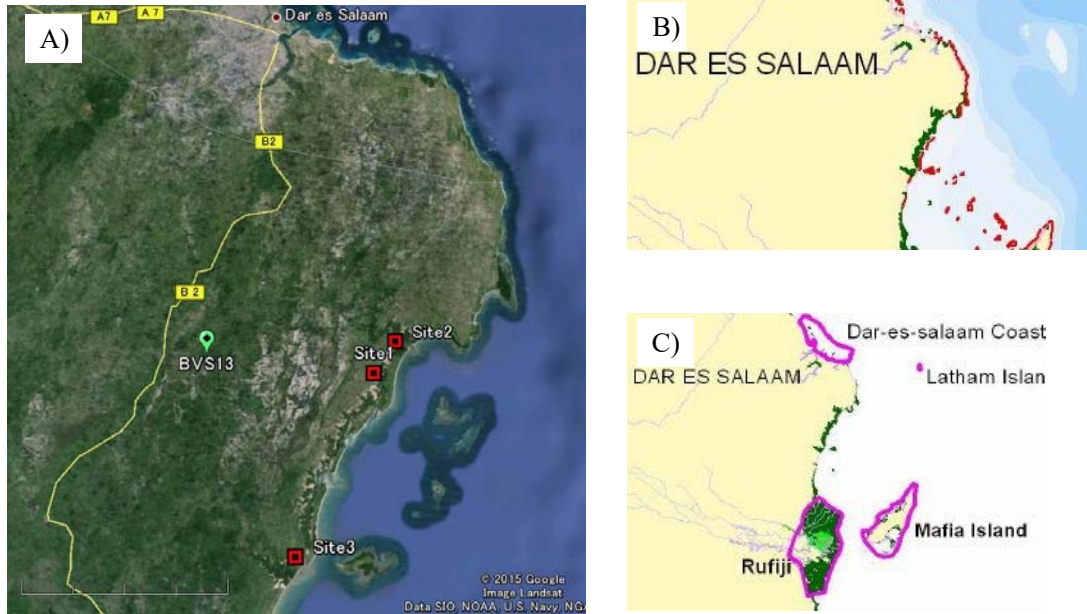 A)
A 7
A 7
Dar es Salaam
B2
B 2
BVS13
Site2
Site1
Site3
© 2015 Google
Image Landsat
Data SIO, NOAA, U.S. Navy, NGA
B)
DAR ES SALAAM
C)
Dar-es-salaam Coast
DAR ES SALAAM
Latham Islan
Mafia Island
Rufiji